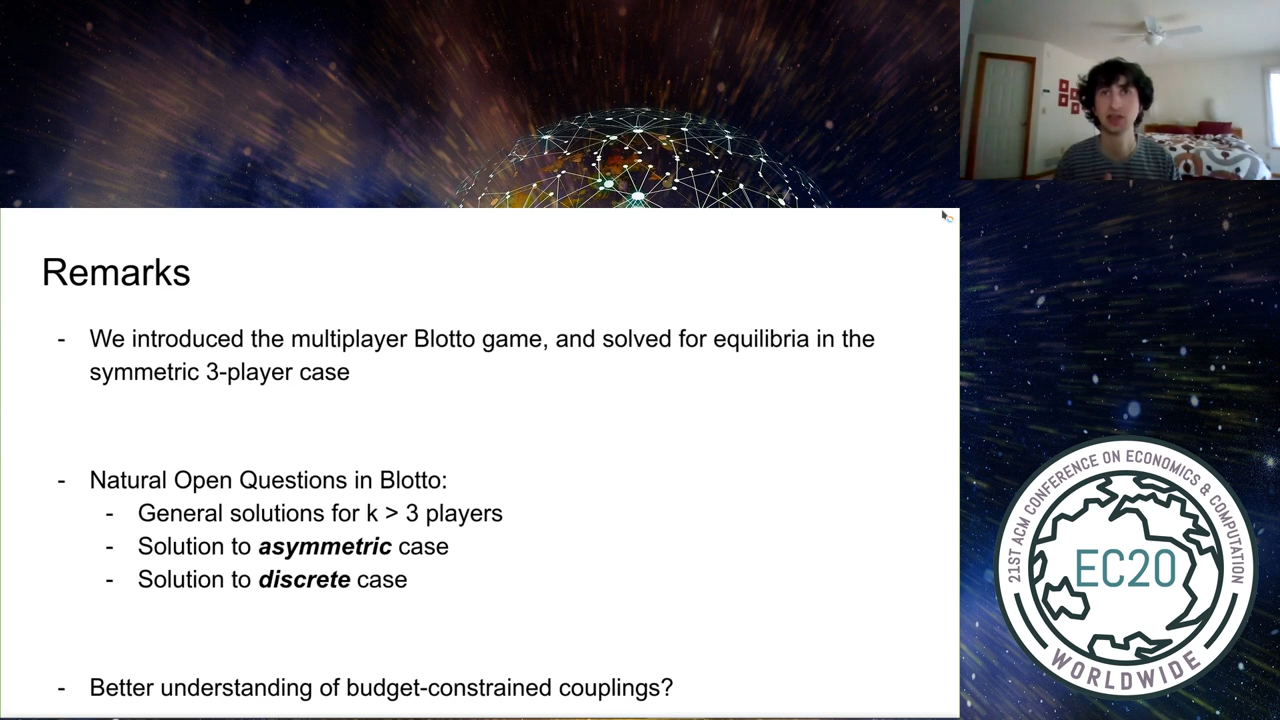 Remarks
- We introduced the multiplayer Blotto game, and solved for equilibria in the
symmetric 3-player case
- Natural Open Questions in Blotto:
- General solutions for k > 3 players
- Solution to asymmetric case
- Solution to discrete case
- Better understanding of budget-constrained couplings?
21ST ACM CONFERENCE ON ECONOMICS & COMPUTATION
EC20
WORLDWIDE